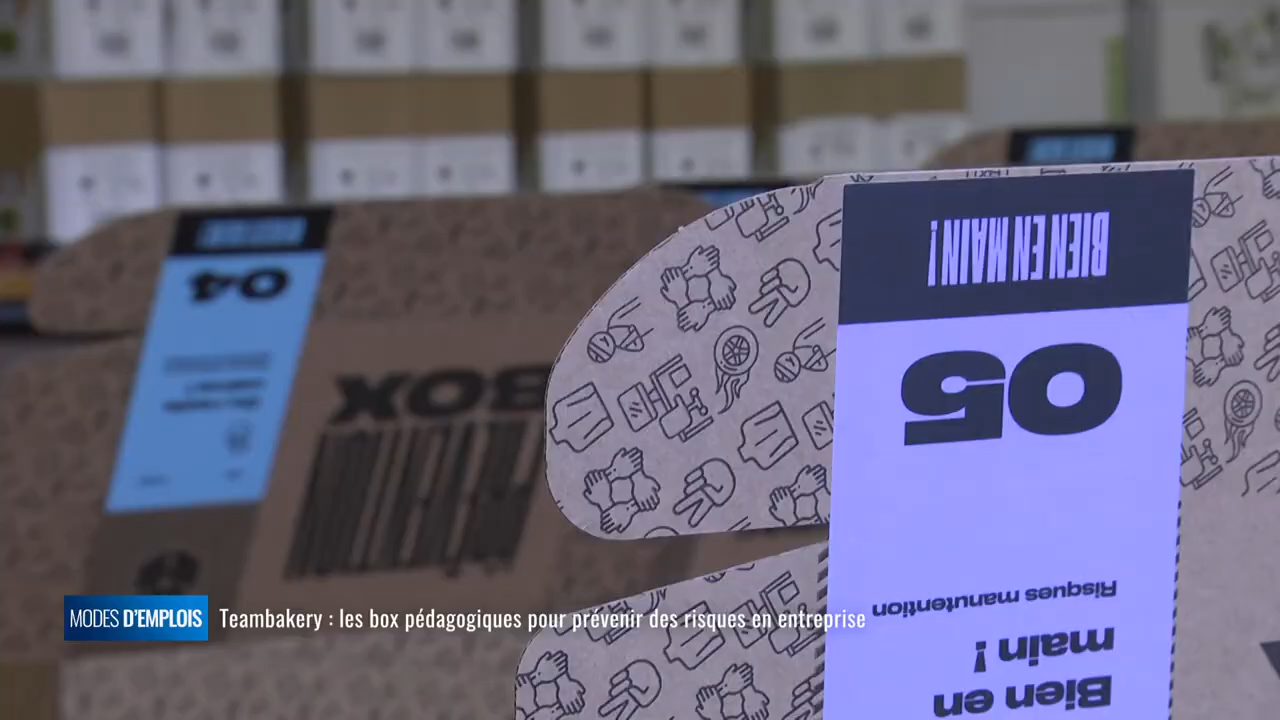 BIEN EN MAIN !
05
Risques manutention
Bien en
main !
04
BOX
MODES D'EMPLOIS
Teambakery : les box pédagogiques pour prévenir des risques en entreprise